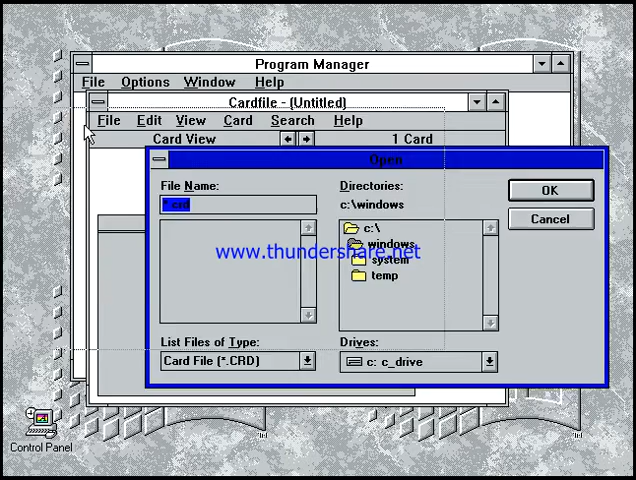 Program Manager
File Options Window Help
Cardfile - (Untitled)
File Edit View Card Search Help
Card View 1 Card
Open
File Name:
*.crd
Directories:
c:\windows
OK
Cancel
c:\
windows
system
temp
www.thundershare.net
List Files of Type:
Card File (*.CRD)
Drives:
c: c_drive
Control Panel